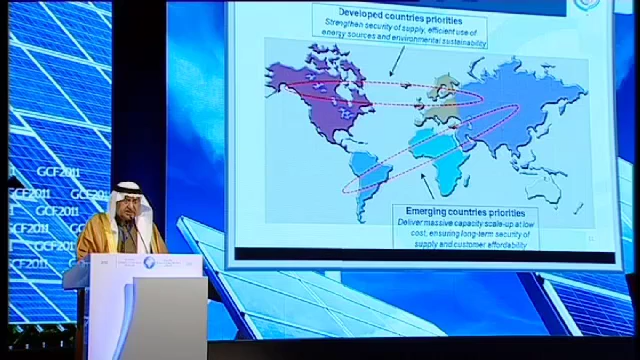 Developed countries priorities
Strengthen security of supply, efficient use of
energy sources and environmental sustainability
Emerging countries priorities
Deliver massive capacity scale-up at low
cost, ensuring long-term security of
supply and customer affordability
GCF2011
GCF2011
GCF2011
GCF2011
GCF2011